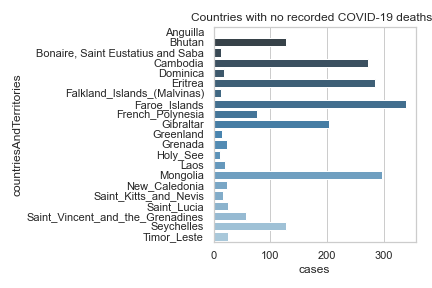 Countries with no recorded COVID-19 deaths
countriesAndTerritories
Anguilla
Bhutan
Bonaire, Saint Eustatius and Saba
Cambodia
Dominica
Eritrea
Falkland_Islands_(Malvinas)
Faroe_Islands
French_Polynesia
Gibraltar
Greenland
Grenada
Holy_See
Laos
Mongolia
New_Caledonia
Saint_Kitts_and_Nevis
Saint_Lucia
Saint_Vincent_and_the_Grenadines
Seychelles
Timor_Leste
0 100 200 300
cases